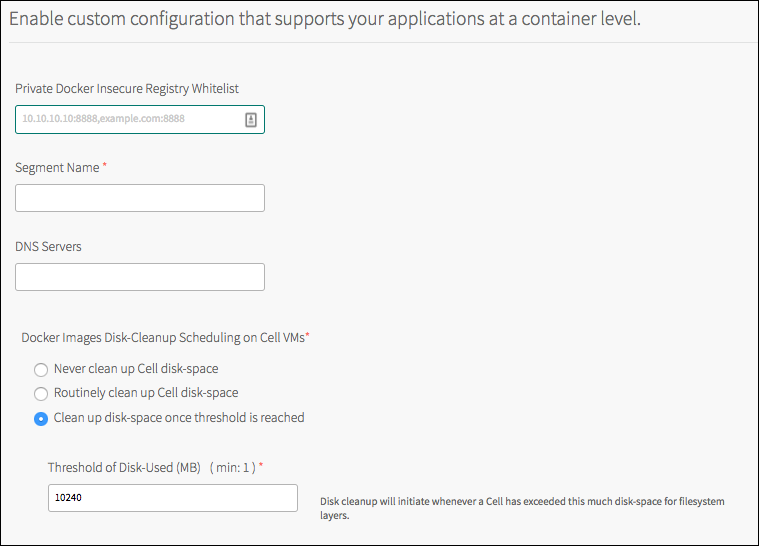 Enable custom configuration that supports your applications at a container level.
Private Docker Insecure Registry Whitelist
10.10.10.10:8888,example.com:8888
Segment Name *
DNS Servers
Docker Images Disk-Cleanup Scheduling on Cell VMs*
Never clean up Cell disk-space
Routinely clean up Cell disk-space
Clean up disk-space once threshold is reached
Threshold of Disk-Used (MB) ( min: 1 ) *
10240
Disk cleanup will initiate whenever a Cell has exceeded this much disk-space for filesystem
layers.